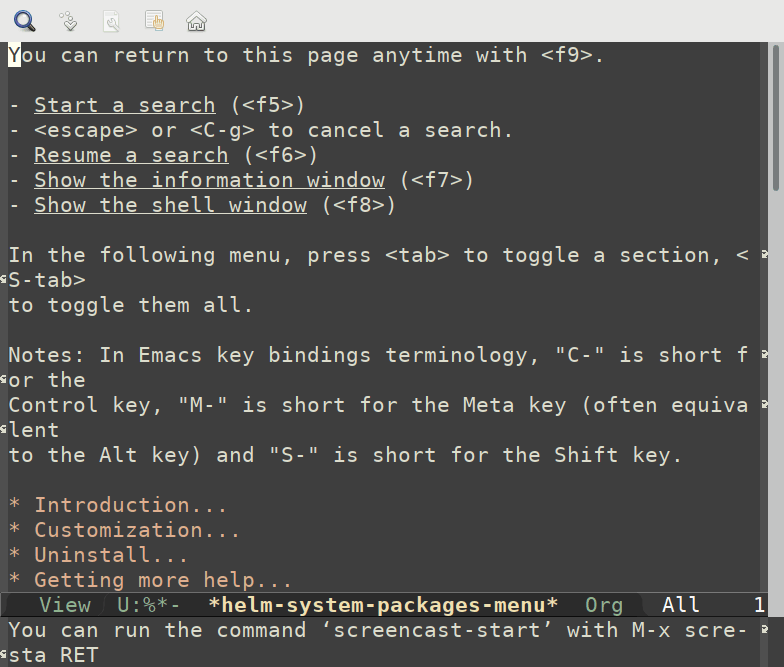 You can return to this page anytime with <f9>.
- Start a search (<f5>)
- <escape> or <C-g> to cancel a search.
- Resume a search (<f6>)
- Show the information window (<f7>)
- Show the shell window (<f8>)
In the following menu, press <tab> to toggle a section, <
S-tab>
to toggle them all.
Notes: In Emacs key bindings terminology, "C-" is short f
or the
Control key, "M-" is short for the Meta key (often equiva
lent
to the Alt key) and "S-" is short for the Shift key.
* Introduction...
* Customization...
* Uninstall...
* Getting more help...
View U:%*- *helm-system-packages-menu* Org All 1
You can run the command ‘screencast-start’ with M-x scre-
sta RET